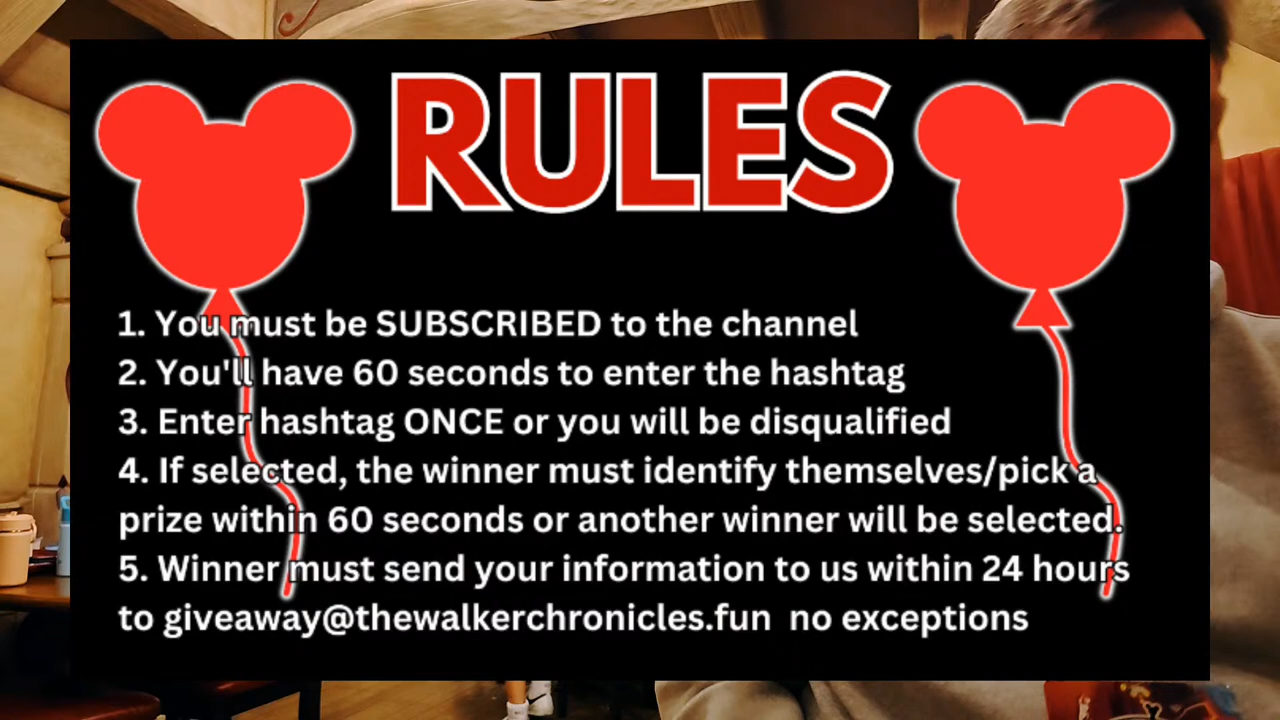 RULES
1. You must be SUBSCRIBED to the channel
2. You'll have 60 seconds to enter the hashtag
3. Enter hashtag ONCE or you will be disqualified
4. If selected, the winner must identify themselves/pick a
prize within 60 seconds or another winner will be selected.
5. Winner must send your information to us within 24 hours
to giveaway@thewalkerchronicles.fun no exceptions